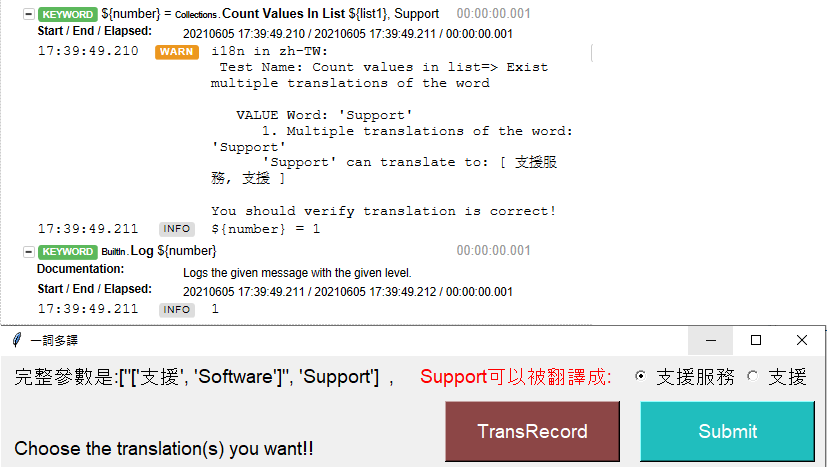 KEYWORD ${number} = Collections. Count Values In List ${list1}, Support 00:00:00.001
Start / End / Elapsed: 20210605 17:39:49.210 / 20210605 17:39:49.211 / 00:00:00.001
17:39:49.210 WARN i18n in zh-TW:
Test Name: Count values in list=> Exist
multiple translations of the word
VALUE Word: 'Support'
1. Multiple translations of the word:
'Support'
'Support' can translate to: [ 支援服
務, 支援 ]
You should verify translation is correct!
17:39:49.211 INFO ${number} = 1
KEYWORD BuiltIn. Log ${number} 00:00:00.001
Documentation: Logs the given message with the given level.
Start / End / Elapsed: 20210605 17:39:49.211 / 20210605 17:39:49.212 / 00:00:00.001
17:39:49.211 INFO 1
一詞多譯
完整參數是:["['支援', 'Software']", 'Support'] , Support可以被翻譯成: 支援服務 支援
TransRecord Submit
Choose the translation(s) you want!!